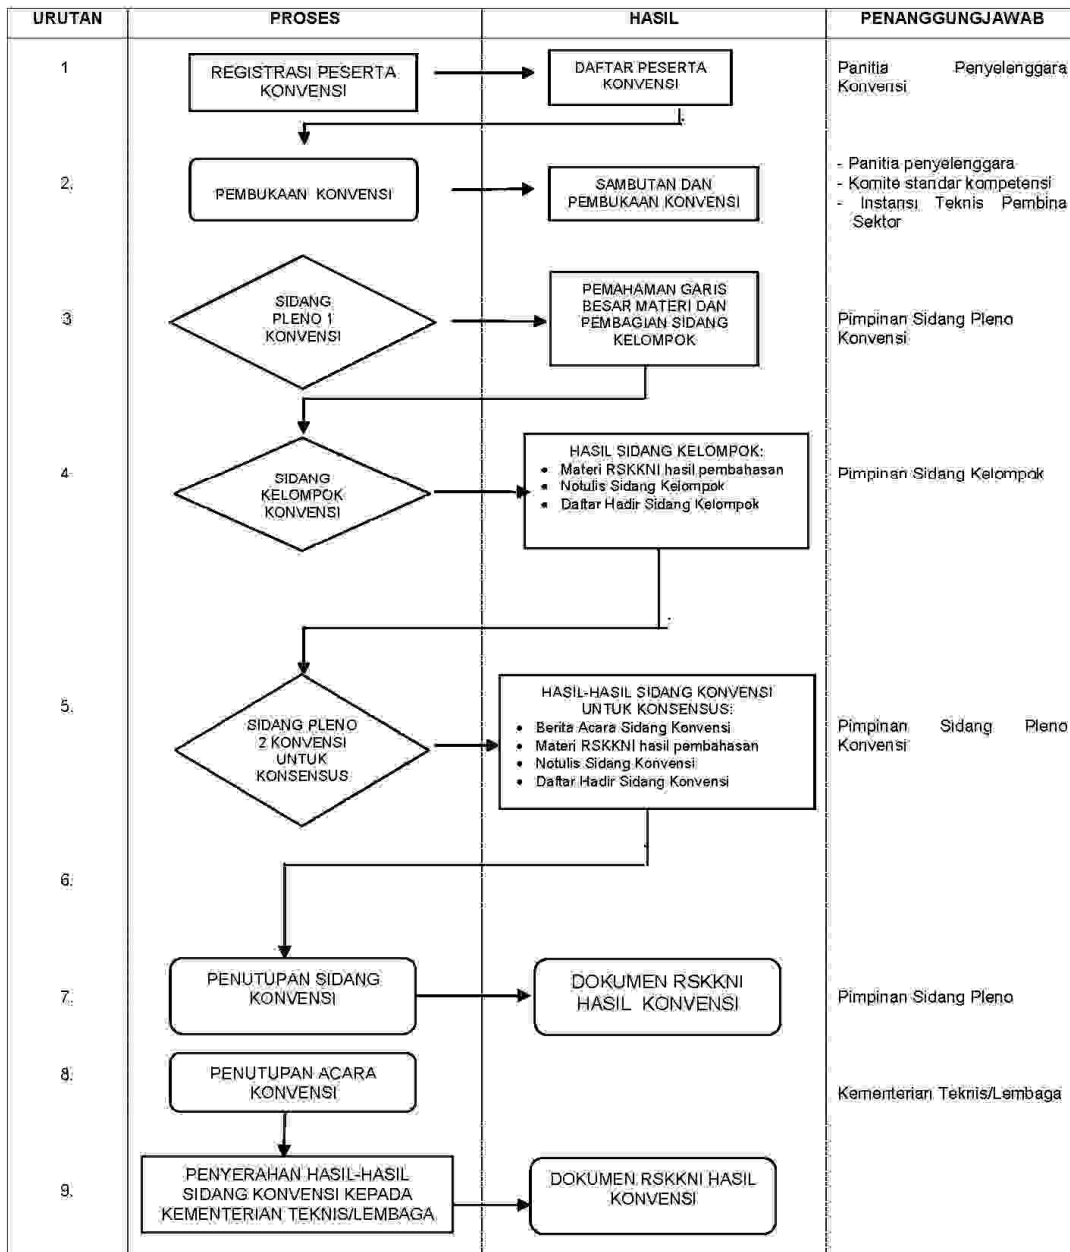 URUTAN PROSES HASIL PENANGGUNGJAWAB
1
REGISTRASI PESERTA
KONVENSI
DAFTAR PESERTA
KONVENSI
Panitia Penyelenggara
Konvensi
2.
PEMBUKAAN KONVENSI
SAMBUTAN DAN
PEMBUKAAN KONVENSI
- Panitia penyelenggara
- Komite standar kompetensi
- Instansi Teknis Pembina
Sektor
3
SIDANG
PLENO 1
KONVENSI
PEMAHAMAN GARIS
BESAR MATERI DAN
PEMBAGIAN SIDANG
KELOMPOK
Pimpinan Sidang Pleno
Konvensi
4
SIDANG
KELOMPOK
KONVENSI
HASIL SIDANG KELOMPOK:
• Materi RSKKNI hasil pembahasan
• Notulis Sidang Kelompok
• Daftar Hadir Sidang Kelompok
Pimpinan Sidang Kelompok
5.
SIDANG PLENO
2 KONVENSI
UNTUK
KONSENSUS
HASIL-HASIL SIDANG KONVENSI
UNTUK KONSENSUS:
• Berita Acara Sidang Konvensi
• Materi RSKKNI hasil pembahasan
• Notulis Sidang Konvensi
• Daftar Hadir Sidang Konvensi
Pimpinan Sidang Pleno
Konvensi
6.
7.
PENUTUPAN SIDANG
KONVENSI
DOKUMEN RSKKNI
HASIL KONVENSI
Pimpinan Sidang Pleno
8.
PENUTUPAN ACARA
KONVENSI
Kementerian Teknis/Lembaga
9.
PENYERAHAN HASIL-HASIL
SIDANG KONVENSI KEPADA
KEMENTERIAN TEKNIS/LEMBAGA
DOKUMEN RSKKNI HASIL
KONVENSI